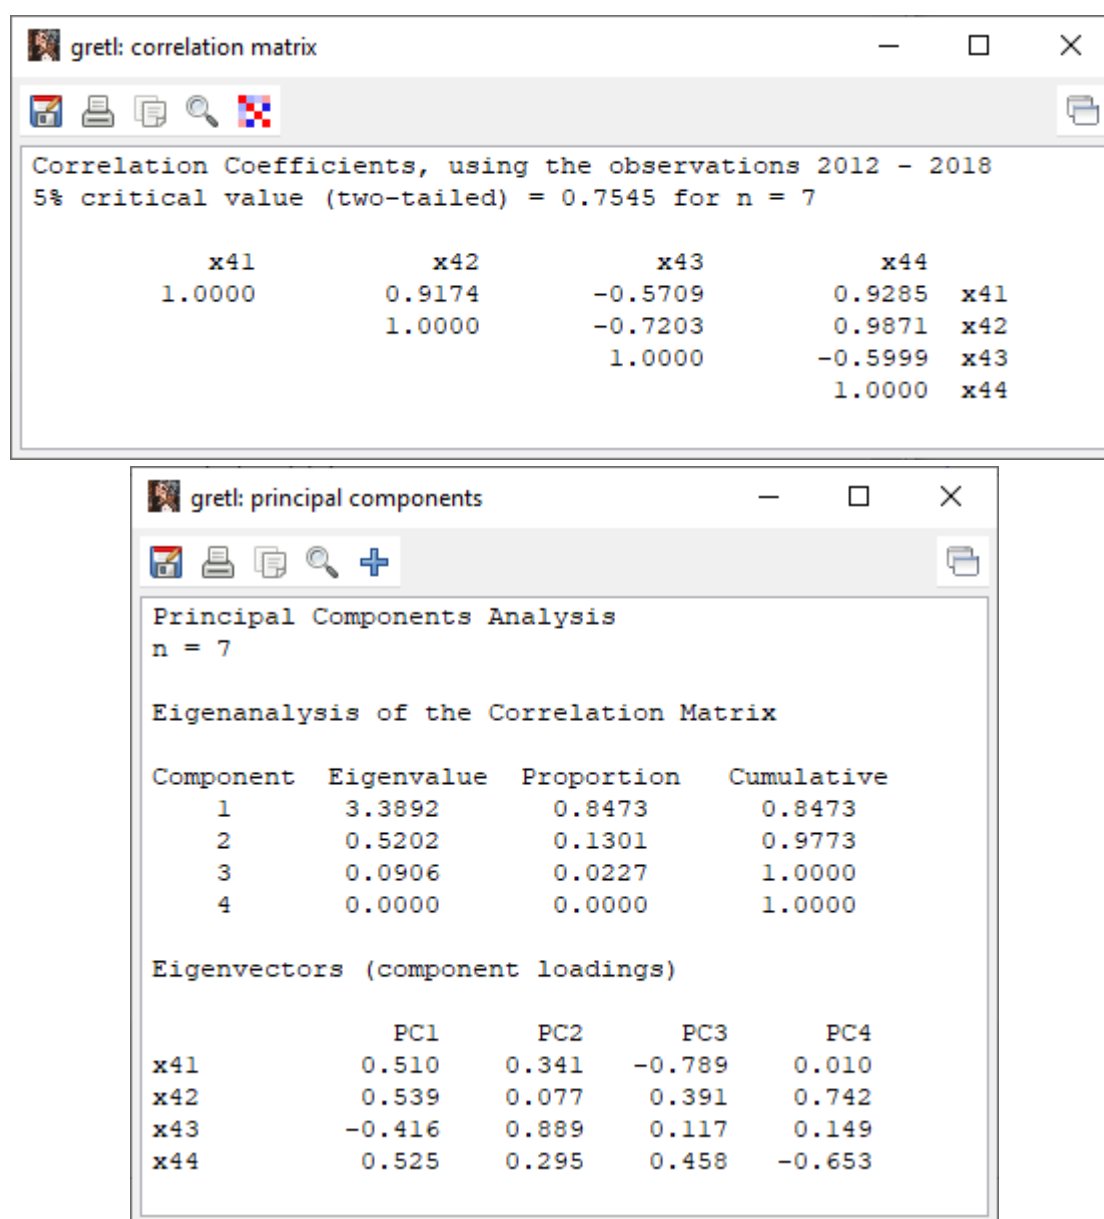 gretl: correlation matrix
Correlation Coefficients, using the observations 2012 - 2018
5% critical value (two-tailed) = 0.7545 for n = 7
x41 x42 x43 x44
1.0000 0.9174 -0.5709 0.9285 x41
1.0000 -0.7203 0.9871 x42
1.0000 -0.5999 x43
1.0000 x44
gretl: principal components
Principal Components Analysis
n = 7
Eigenanalysis of the Correlation Matrix
Component Eigenvalue Proportion Cumulative
1 3.3892 0.8473 0.8473
2 0.5202 0.1301 0.9773
3 0.0906 0.0227 1.0000
4 0.0000 0.0000 1.0000
Eigenvectors (component loadings)
PC1 PC2 PC3 PC4
x41 0.510 0.341 -0.789 0.010
x42 0.539 0.077 0.391 0.742
x43 -0.416 0.889 0.117 0.149
x44 0.525 0.295 0.458 -0.653